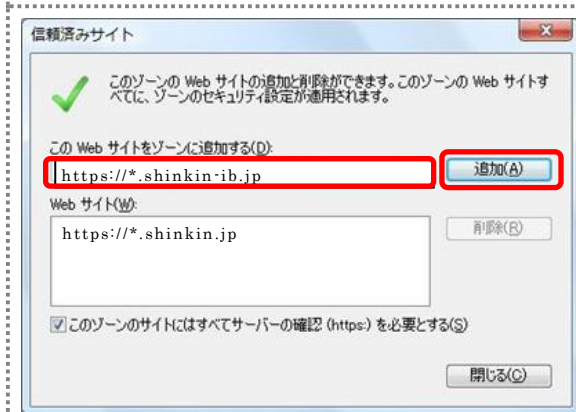 信頼済みサイト
このゾーンの Web サイトの追加と削除ができます。このゾーンの Web サイトす
べてに、ゾーンのセキュリティ設定が適用されます。
この Web サイトをゾーンに追加する(D):
https://*.shinkin-ib.jp
追加(A)
Web サイト(W):
https://*.shinkin.jp
削除(R)
このゾーンのサイトにはすべてサーバーの確認 (https:) を必要とする(S)
閉じる(C)